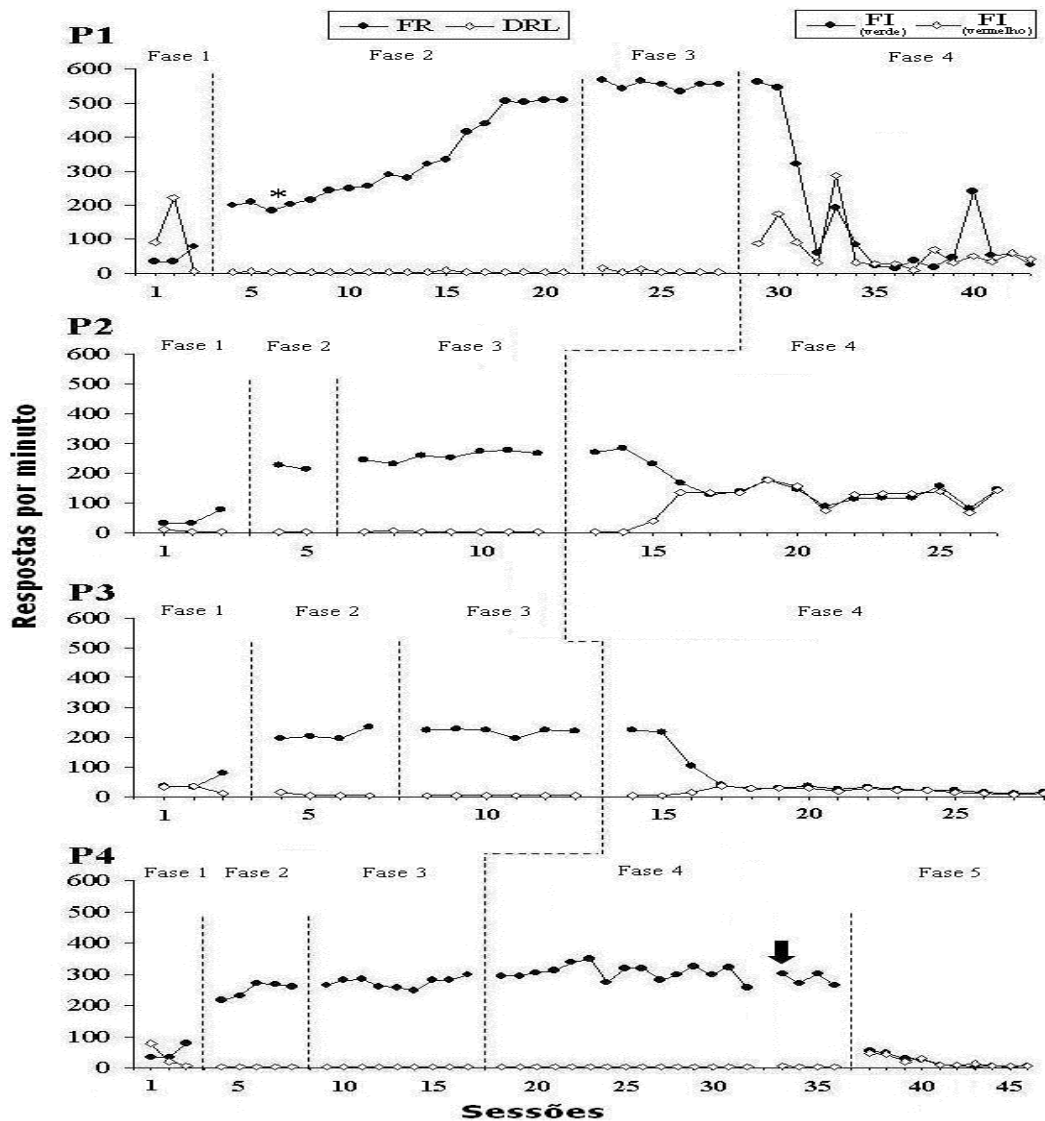 FR DRL
FI (verde) FI (vermelho)
P1
Fase 1 Fase 2 Fase 3 Fase 4
600
500
400
300
200
100
0
1 5 10 15 20 25 30 35 40
*
P2
Fase 1 Fase 2 Fase 3 Fase 4
600
500
400
300
200
100
0
1 5 10 15 20 25
Respostas por minuto
P3
Fase 1 Fase 2 Fase 3 Fase 4
600
500
400
300
200
100
0
1 5 10 15 20 25
P4
Fase 1 Fase 2 Fase 3 Fase 4 Fase 5
600
500
400
300
200
100
0
1 5 10 15 20 25 30 35 40 45
Sessões